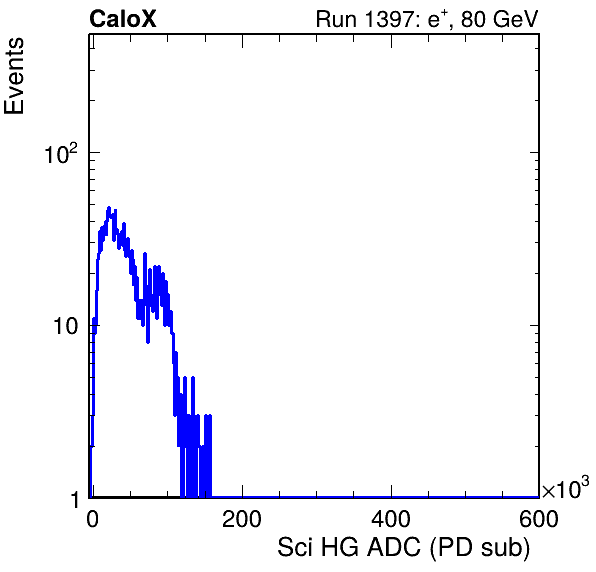 CaloX
Run 1397: e⁺, 80 GeV
Events
10²
10
1
0
200
400
600
×10³
Sci HG ADC (PD sub)